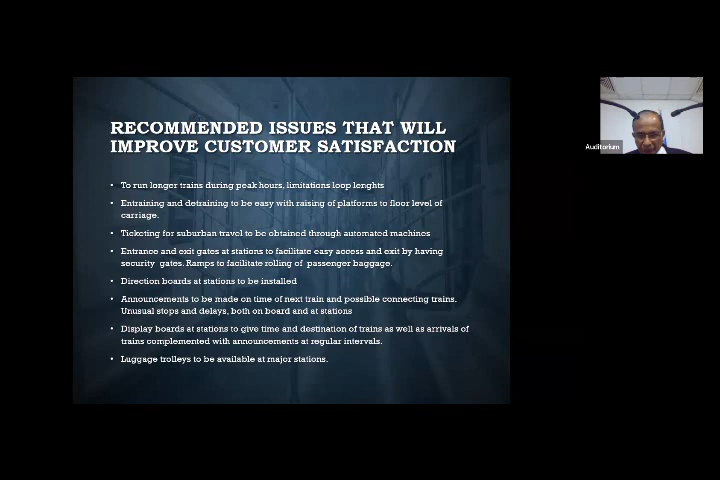 RECOMMENDED ISSUES THAT WILL
IMPROVE CUSTOMER SATISFACTION
• To run longer trains during peak hours, limitations loop lenghts
• Entraining and detraining to be easy with raising of platforms to floor level of
carriage.
• Ticketing for suburban travel to be obtained through automated machines
• Entrance and exit gates at stations to facilitate easy access and exit by having
security gates. Ramps to facilitate rolling of passenger baggage.
• Direction boards at stations to be installed
• Announcements to be made on time of next train and possible connecting trains.
Unusual stops and delays, both on board and at stations
• Display boards at stations to give time and destination of trains as well as arrivals of
trains complemented with announcements at regular intervals.
• Luggage trolleys to be available at major stations.
Auditorium